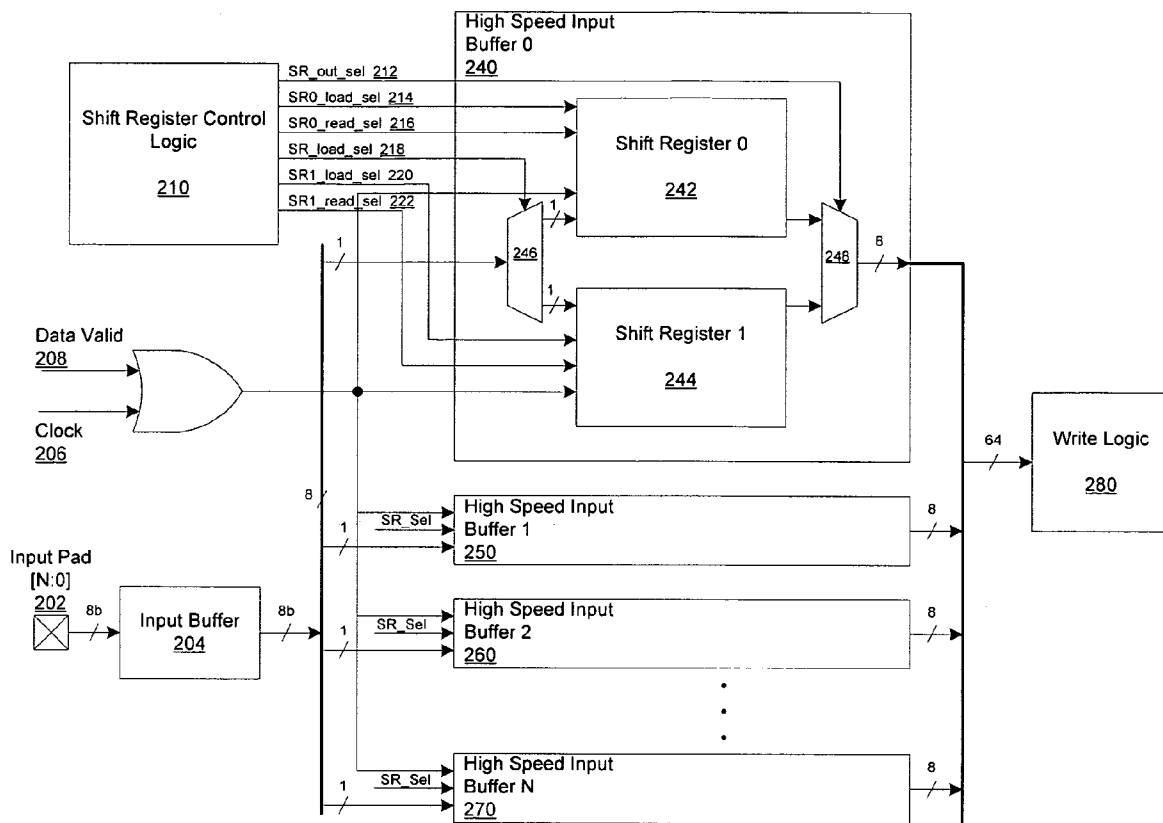 High Speed Input
Buffer 0
240
Shift Register Control
Logic
210
SR_out_sel 212
SR0_load_sel 214
SR0_read_sel 216
SR_load_sel 218
SR1_load_sel 220
SR1_read_sel 222
Shift Register 0
242
1
246
1
248
8
1
Shift Register 1
244
Data Valid
208
Clock
206
64
Write Logic
280
8
High Speed Input
Buffer 1
250
SR_Sel
1
8
Input Pad
[N:0]
202
8b
Input Buffer
204
8b
High Speed Input
Buffer 2
260
SR_Sel
1
8
High Speed Input
Buffer N
270
SR_Sel
1
8